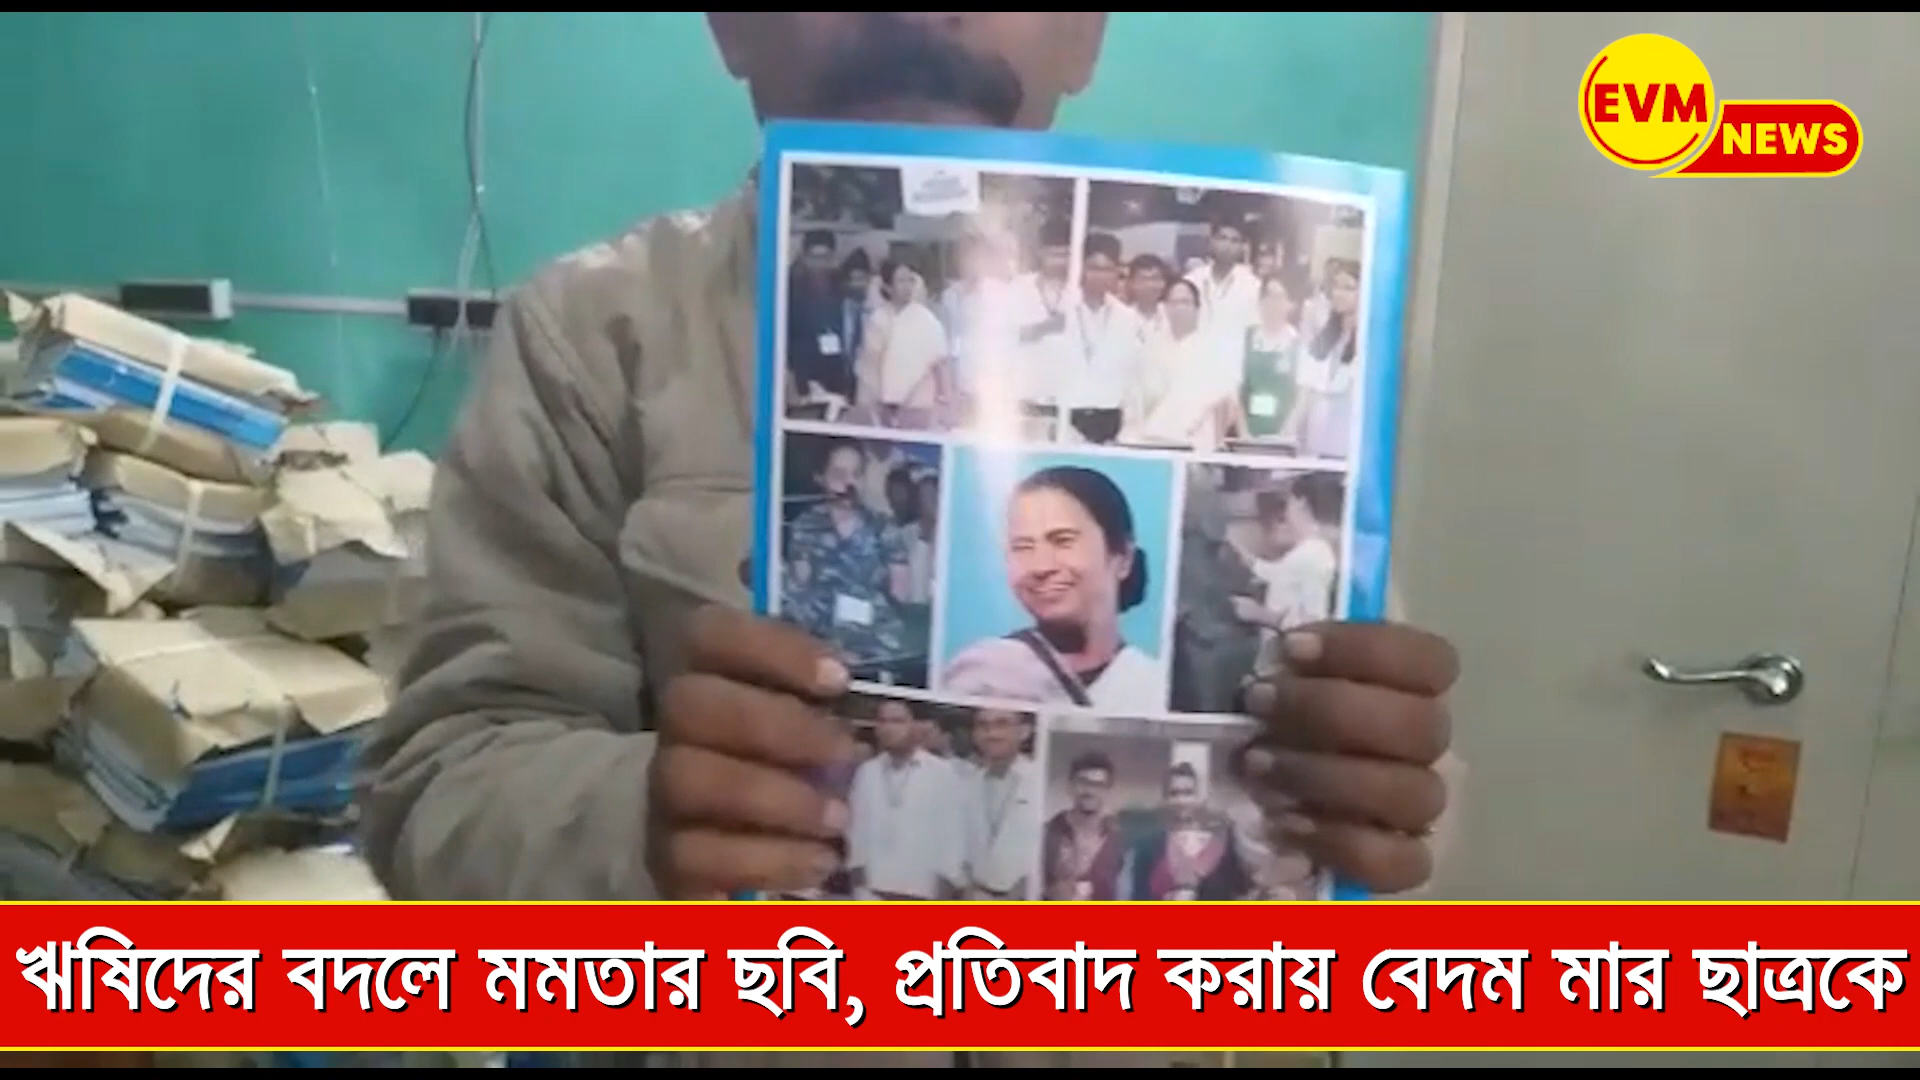 EVM
NEWS
ঋষিদের বদলে মমতার ছবি, প্রতিবাদ করায় বেদম মার ছাত্রকে